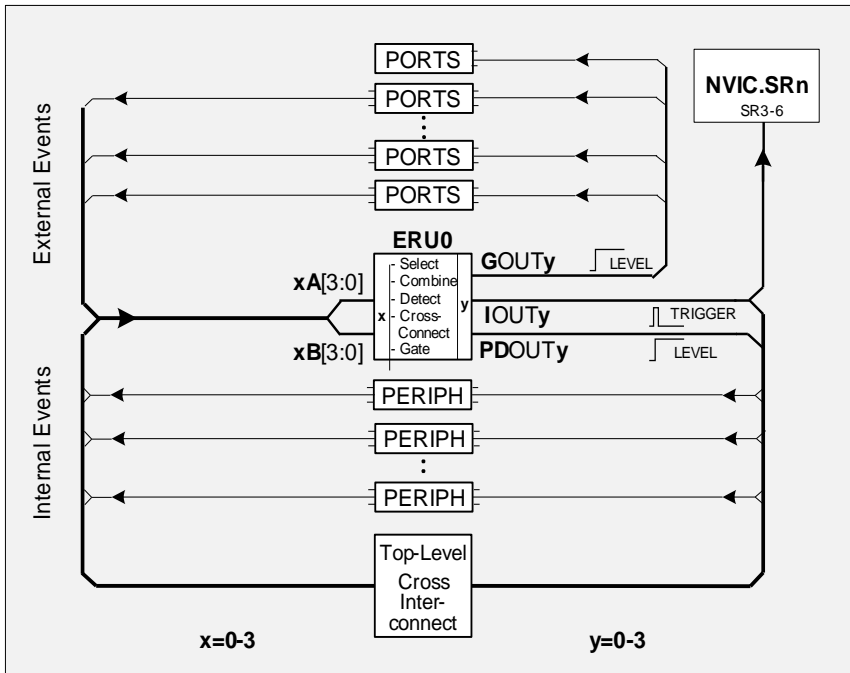 PORTS
NVIC.SRn
SR3-6
PORTS
PORTS
PORTS
External Events
ERU0
xA[3:0]
xB[3:0]
x
- Select
- Combine
- Detect
- Cross-
Connect
- Gate
y
GOUTy
LEVEL
IOUTy
TRIGGER
PDOUTy
LEVEL
Internal Events
PERIPH
PERIPH
PERIPH
Top-Level
Cross
Inter-
connect
x=0-3
y=0-3